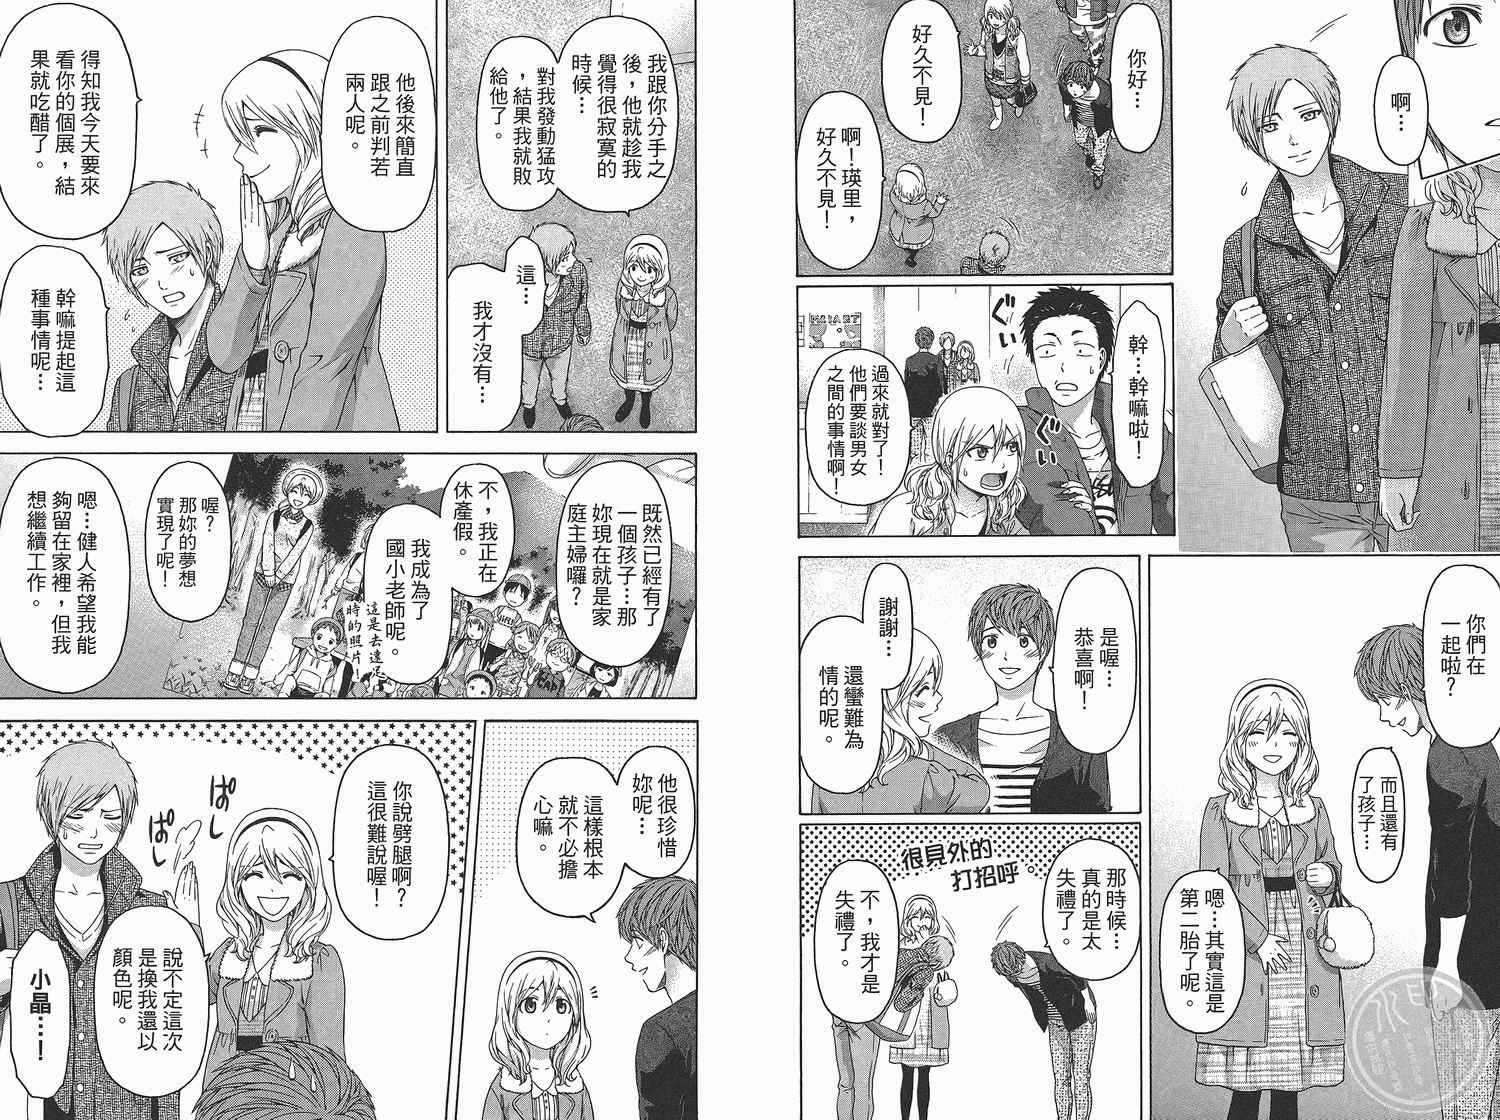 啊…
你好…
好久不見！
啊！瑛里，
好久不見！
幹…幹嘛啦！
ぐい
ぐい
過來就對了！
他們要談男女
之間的事情啊！
你們在
一起啦？
而且還有
了孩子…
嗯…其實這是
第二胎了呢。
是喔…
恭喜啊！
謝謝…
還蠻難為
情的呢。
那時候…
真的是太
失禮了。
很見外的
打招呼。
不，我才是
失禮了。
我跟你分手之
後，他就趁我
覺得很寂寞的
時候…
對我發動猛攻
，結果我就敗
給他了。
這…
我才沒有…
他後來簡直
跟之前判若
兩人呢。
得知我今天要來
看你的個展，結
果就吃醋了。
幹嘛提起這
種事情呢…
既然已經有了
一個孩子…那
妳現在就是家
庭主婦囉？
不，我正在
休產假。
我成為了
國小老師呢。
這是去遠足
時的照片！
喔？
那妳的夢想
實現了呢！
嗯…健人希望我能
夠留在家裡，但我
想繼續工作。
他很珍惜
妳呢…
這樣根本
就不必擔
心嘛。
你說劈腿啊？
這很難說喔！
ぱし
ぱし
說不定這次
是換我還以
顏色呢。
小晶…！